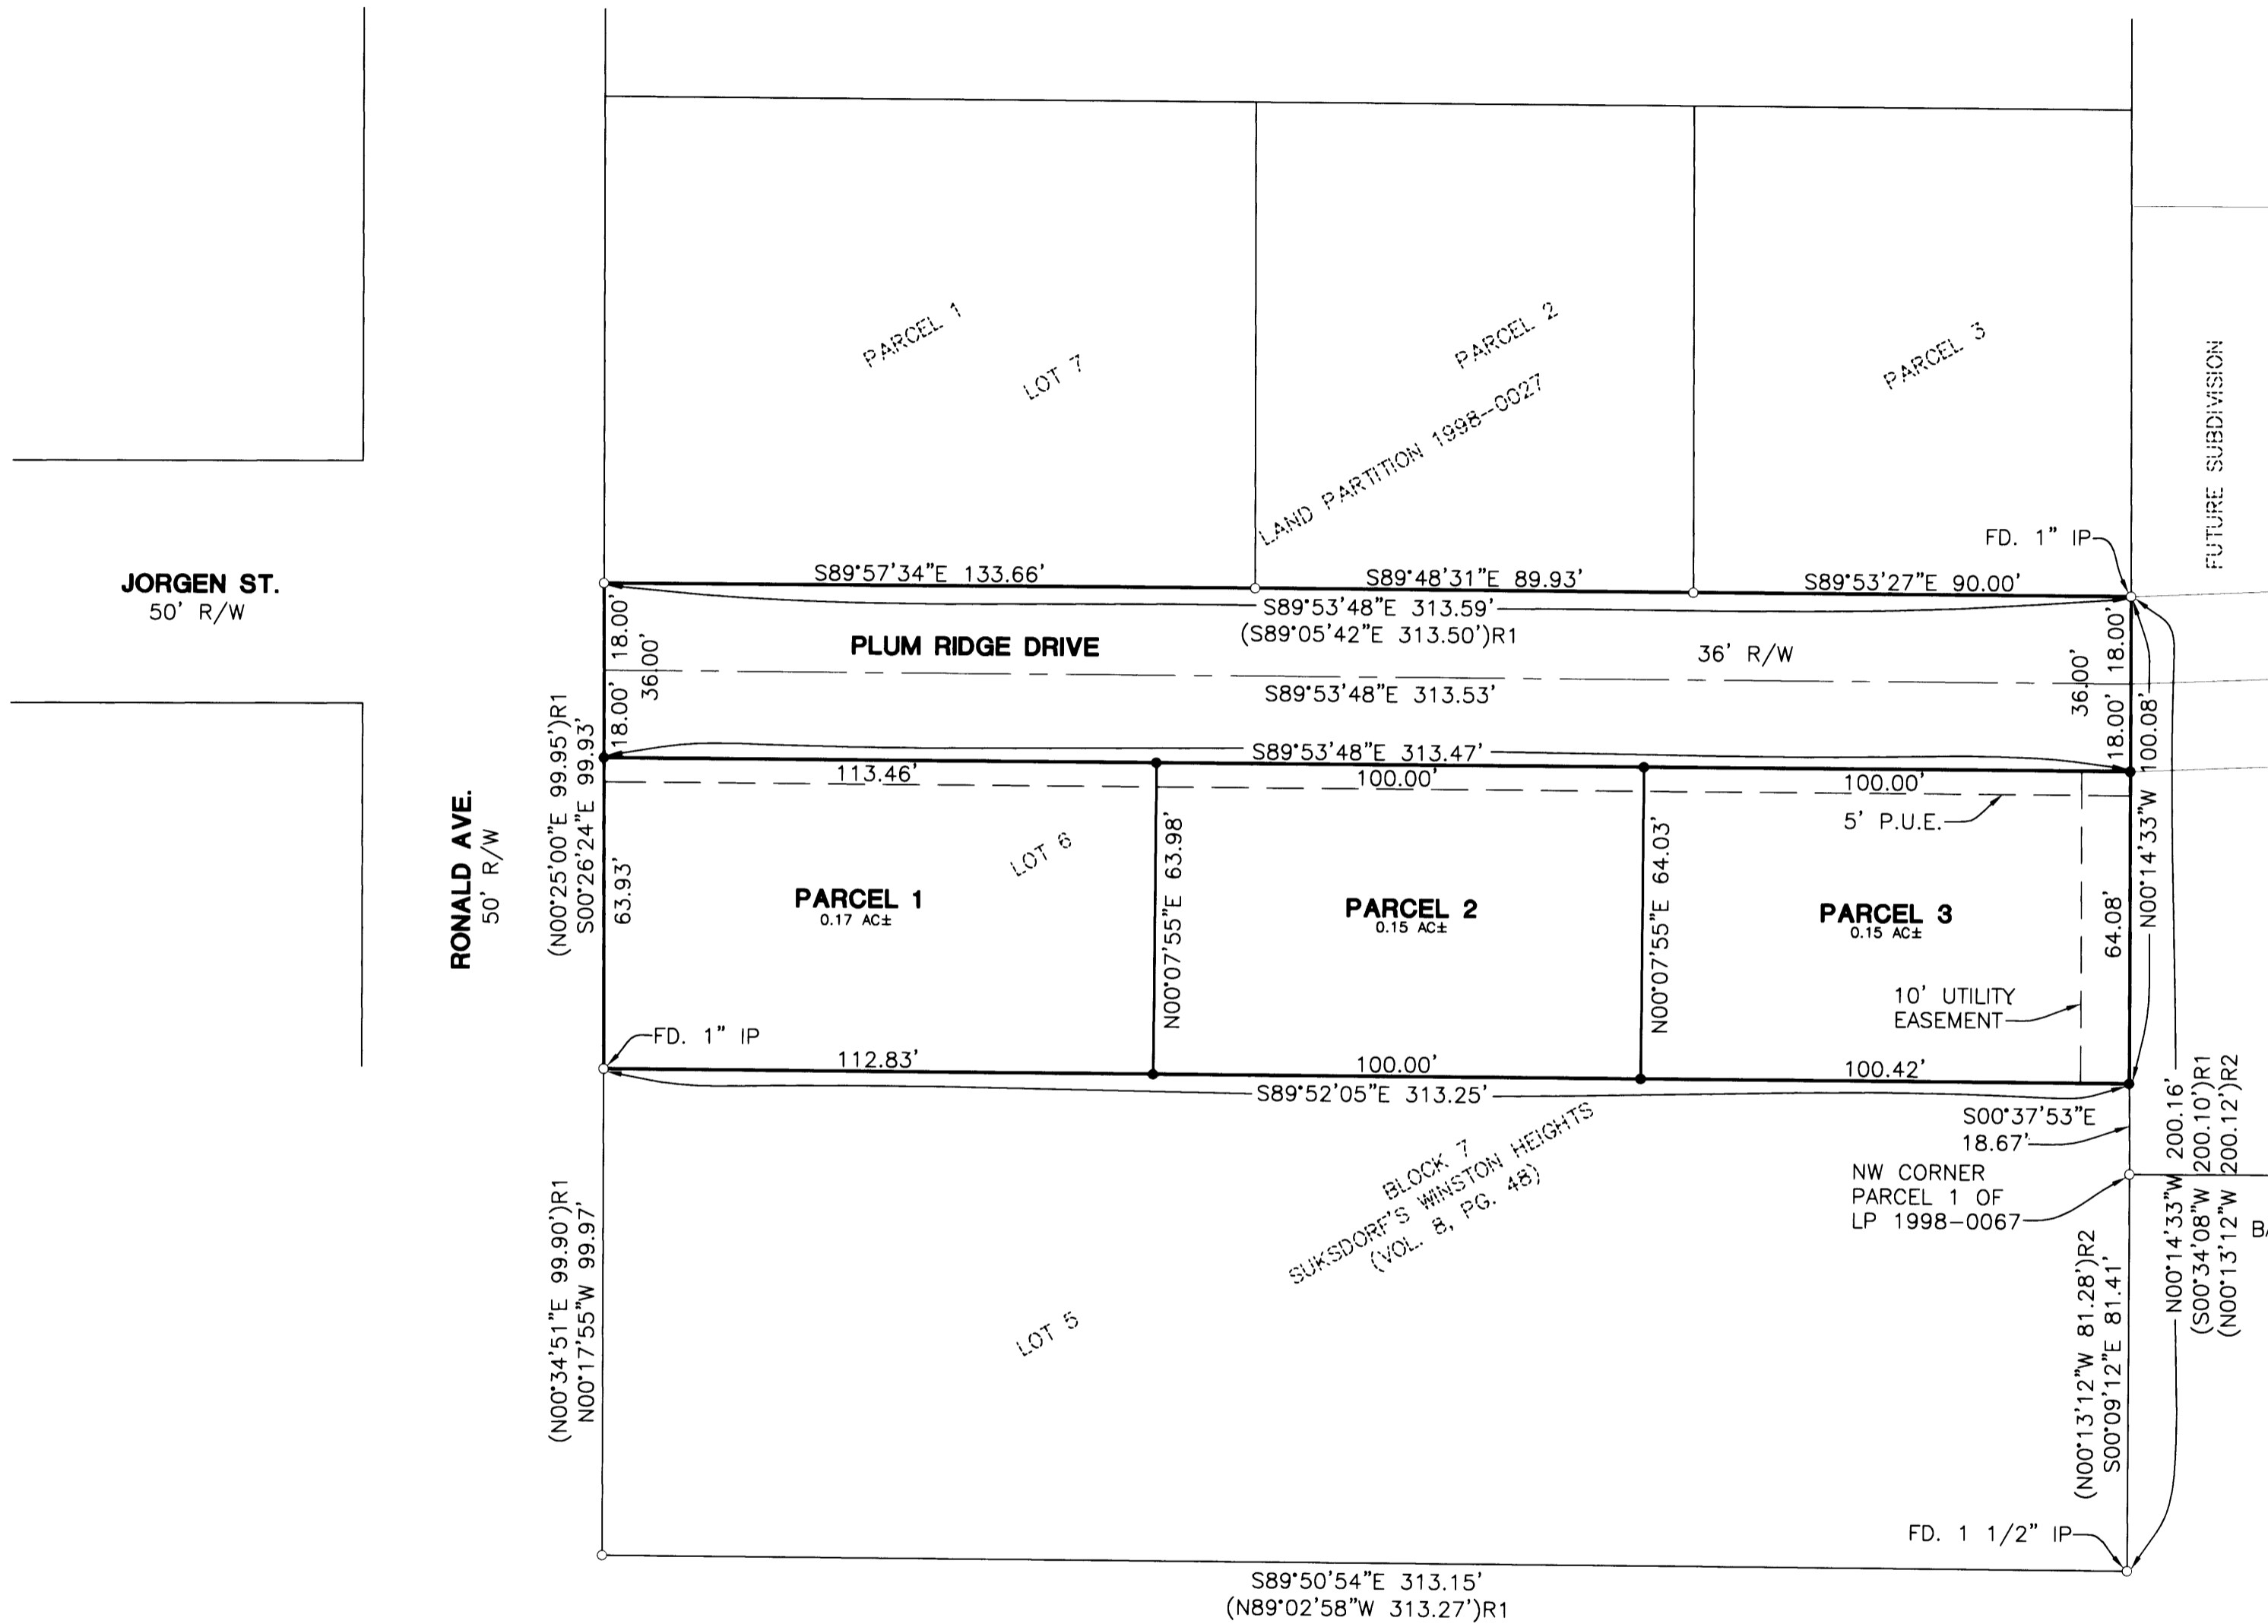 PARCEL 1
LOT 7
PARCEL 2
LAND PARTITION 1998-0027
PARCEL 3
FUTURE SUBDIVISION
FD. 1" IP
JORGEN ST.
50' R/W
S89°57'34"E 133.66'
S89°48'31"E 89.93'
S89°53'27"E 90.00'
S89°53'48"E 313.59'
(S89°05'42"E 313.50')R1
18.00'
36.00'
18.00'
PLUM RIDGE DRIVE
36' R/W
S89°53'48"E 313.53'
18.00'
36.00'
18.00'
100.08'
N00°14'33"W
S89°53'48"E 313.47'
113.46'
100.00'
100.00'
5' P.U.E.
RONALD AVE.
50' R/W
(N00°25'00"E 99.95')R1
S00°26'24"E 99.93'
63.93'
LOT 6
PARCEL 1
0.17 AC±
N00°07'55"E 63.98'
PARCEL 2
0.15 AC±
N00°07'55"E 64.03'
PARCEL 3
0.15 AC±
64.08'
10' UTILITY
EASEMENT
FD. 1" IP
112.83'
100.00'
100.42'
S89°52'05"E 313.25'
S00°37'53"E
18.67'
NW CORNER
PARCEL 1 OF
LP 1998-0067
BLOCK 7
SUKSDORF'S WINSTON HEIGHTS
(VOL. 8, PG. 48)
LOT 5
(N00°34'51"E 99.90')R1
N00°17'55"W 99.97'
(N00°13'12"W 81.28')R2
S00°09'12"E 81.41'
N00°14'33"W 200.16'
(S00°34'08"W 200.10')R1
(N00°13'12"W 200.12')R2
BA
FD. 1 1/2" IP
S89°50'54"E 313.15'
(N89°02'58"W 313.27')R1